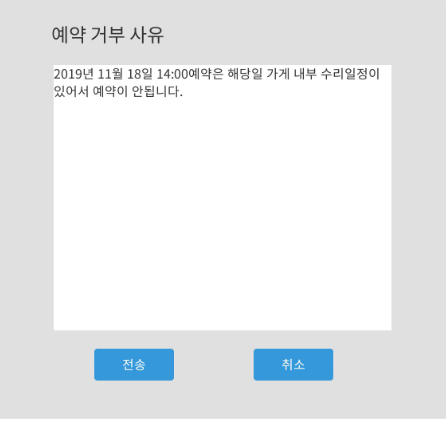 예약 거부 사유
2019년 11월 18일 14:00예약은 해당일 가게 내부 수리일정이
있어서 예약이 안됩니다.
전송 취소